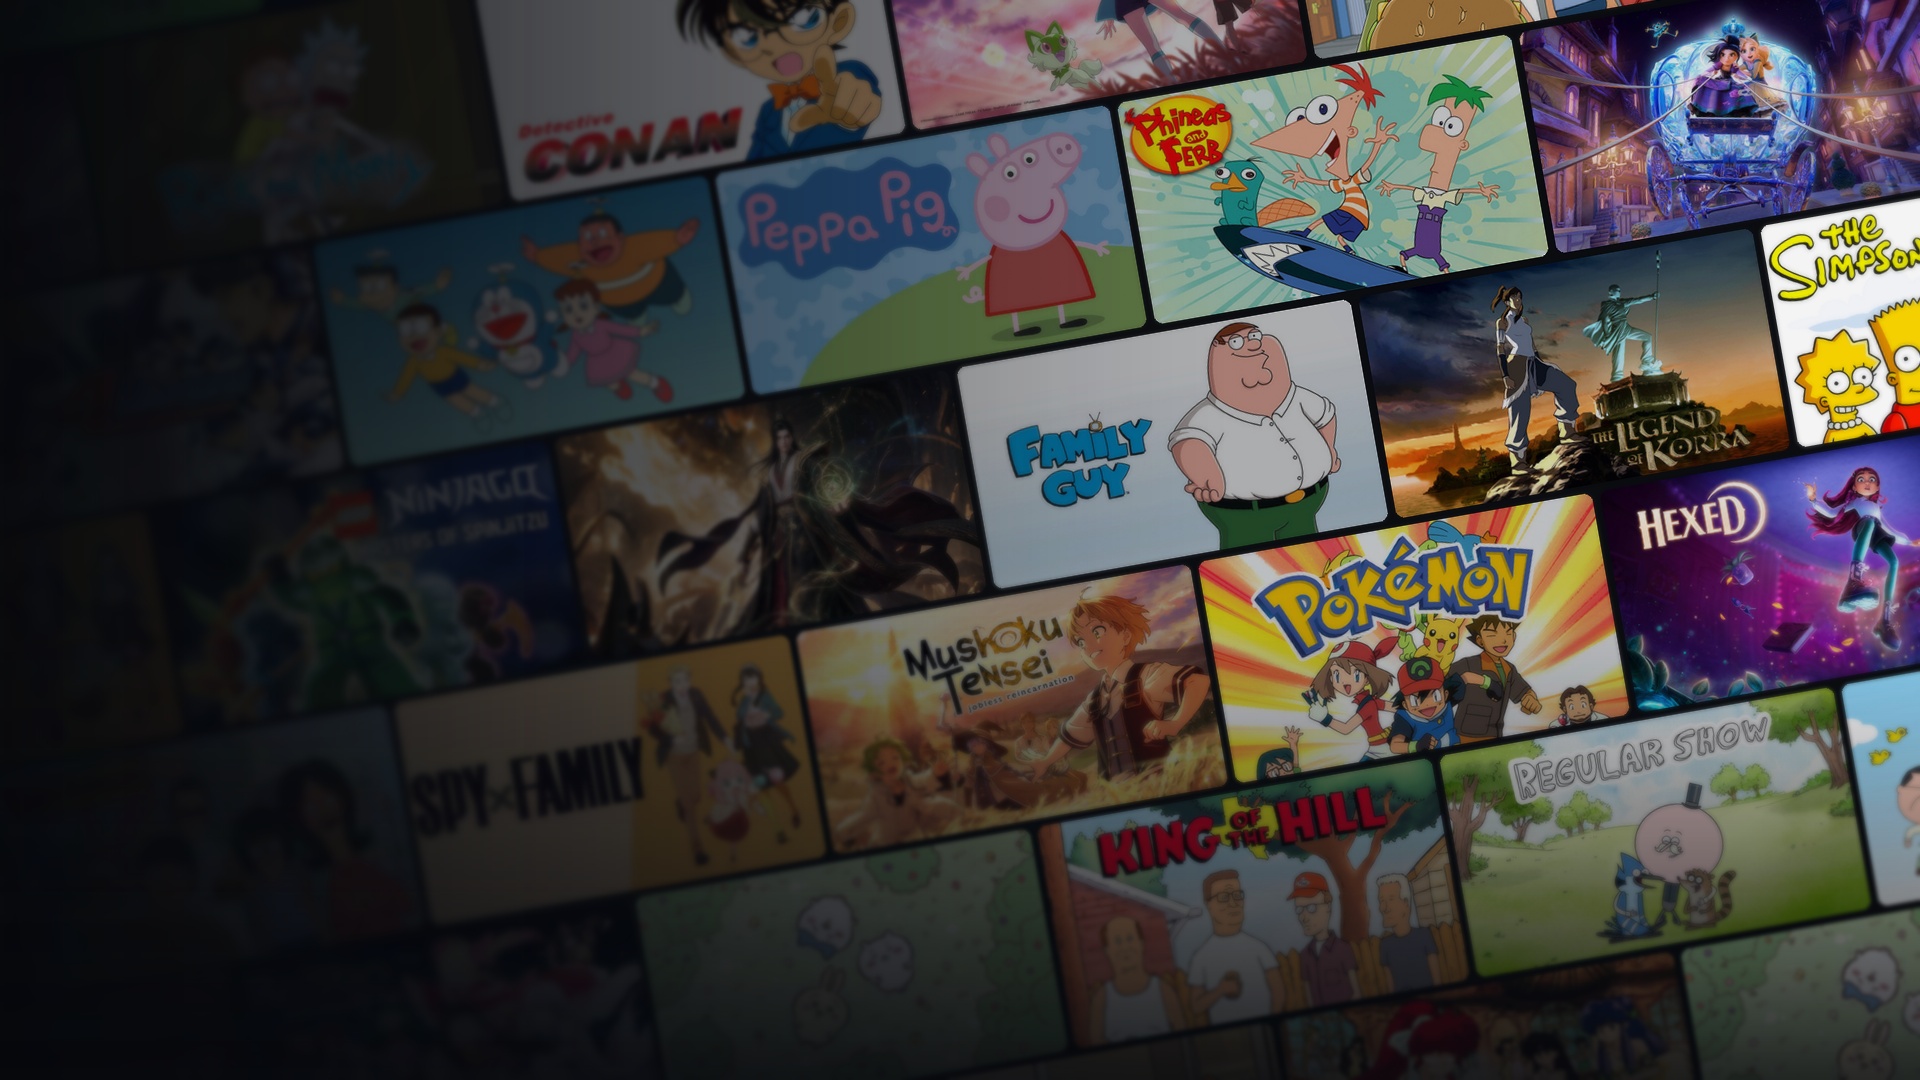 Detective
CONAN
Phineas
and
FERB
Peppa Pig
THE
SIMPSON
FAMILY
GUY
THE LEGEND
OF KORRA
NINJAGO
HEXED
POKéMON
Mushoku
Tensei
jobless reincarnation
SPY×FAMILY
REGULAR SHOW
KING OF THE HILL